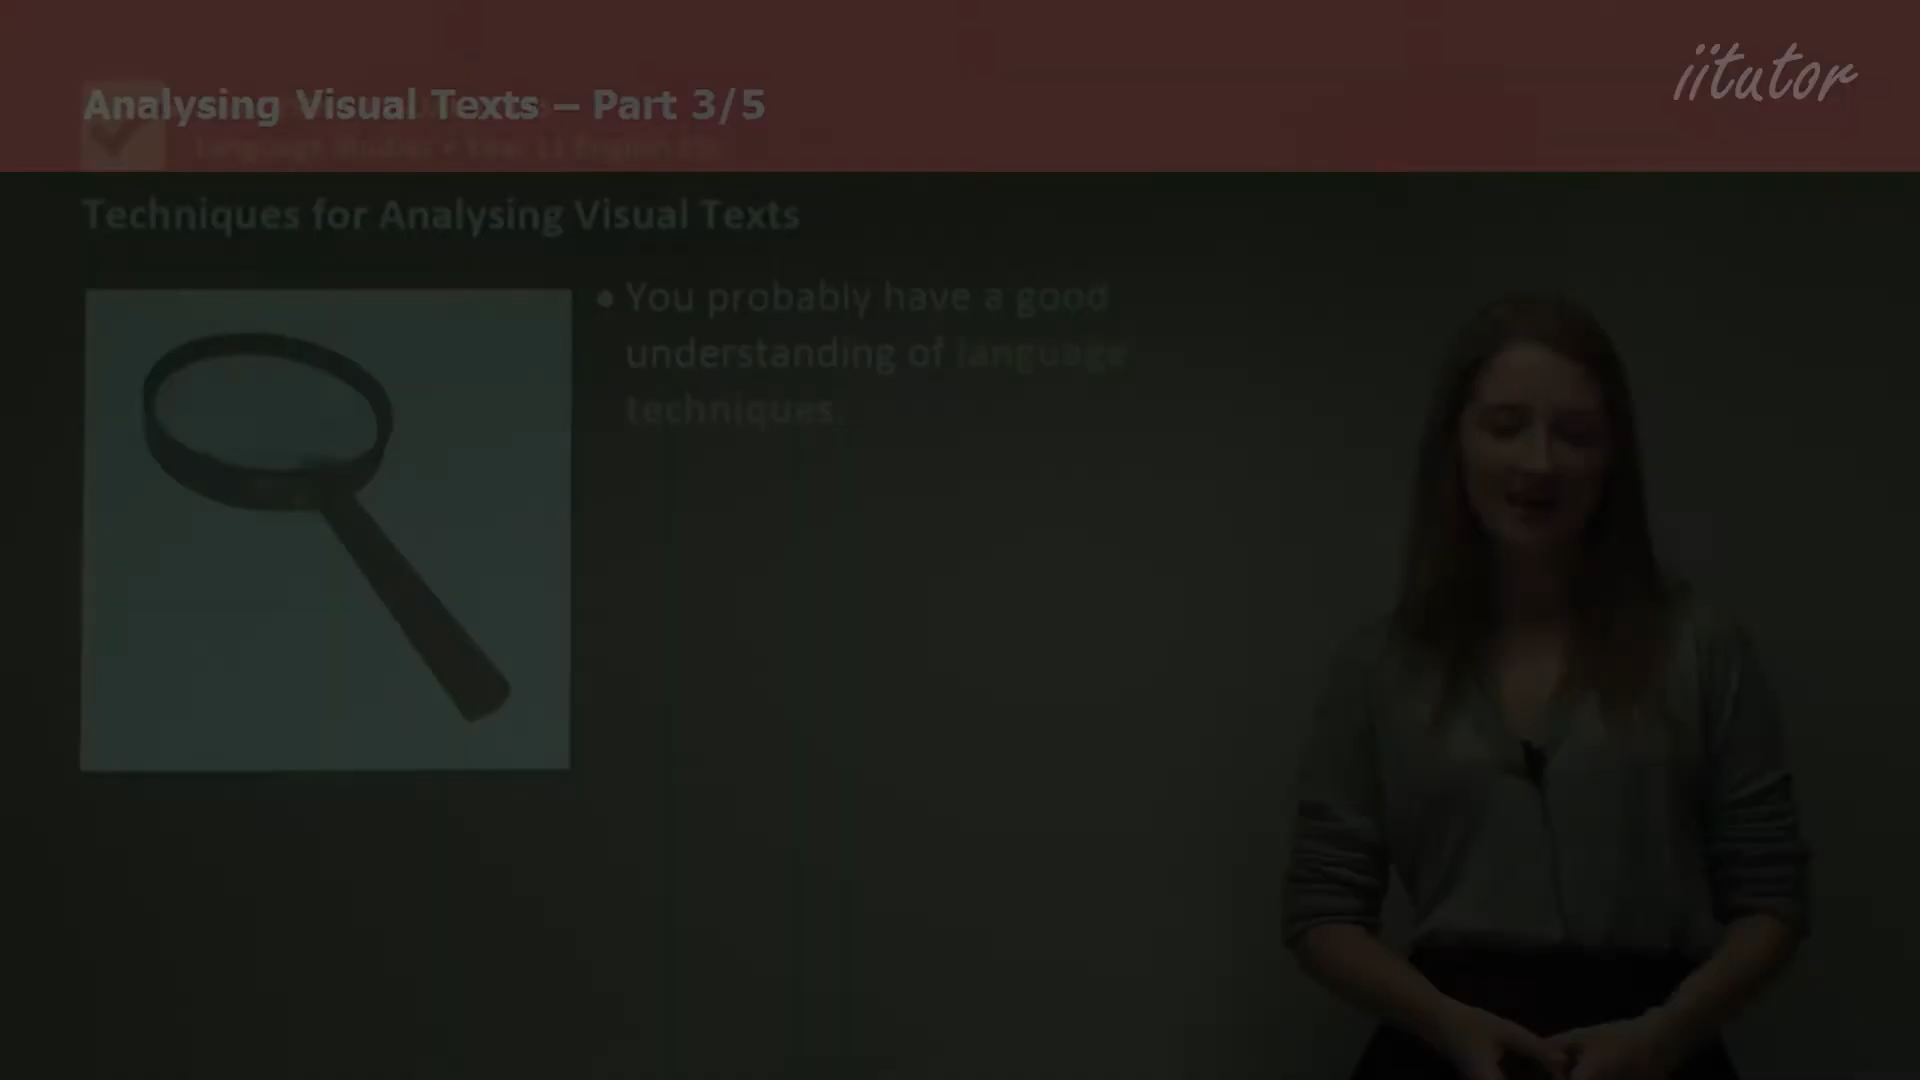 iitutor
Analysing Visual Texts – Part 3/5
Techniques for Analysing Visual Texts
• You probably have a good
understanding of language
techniques.